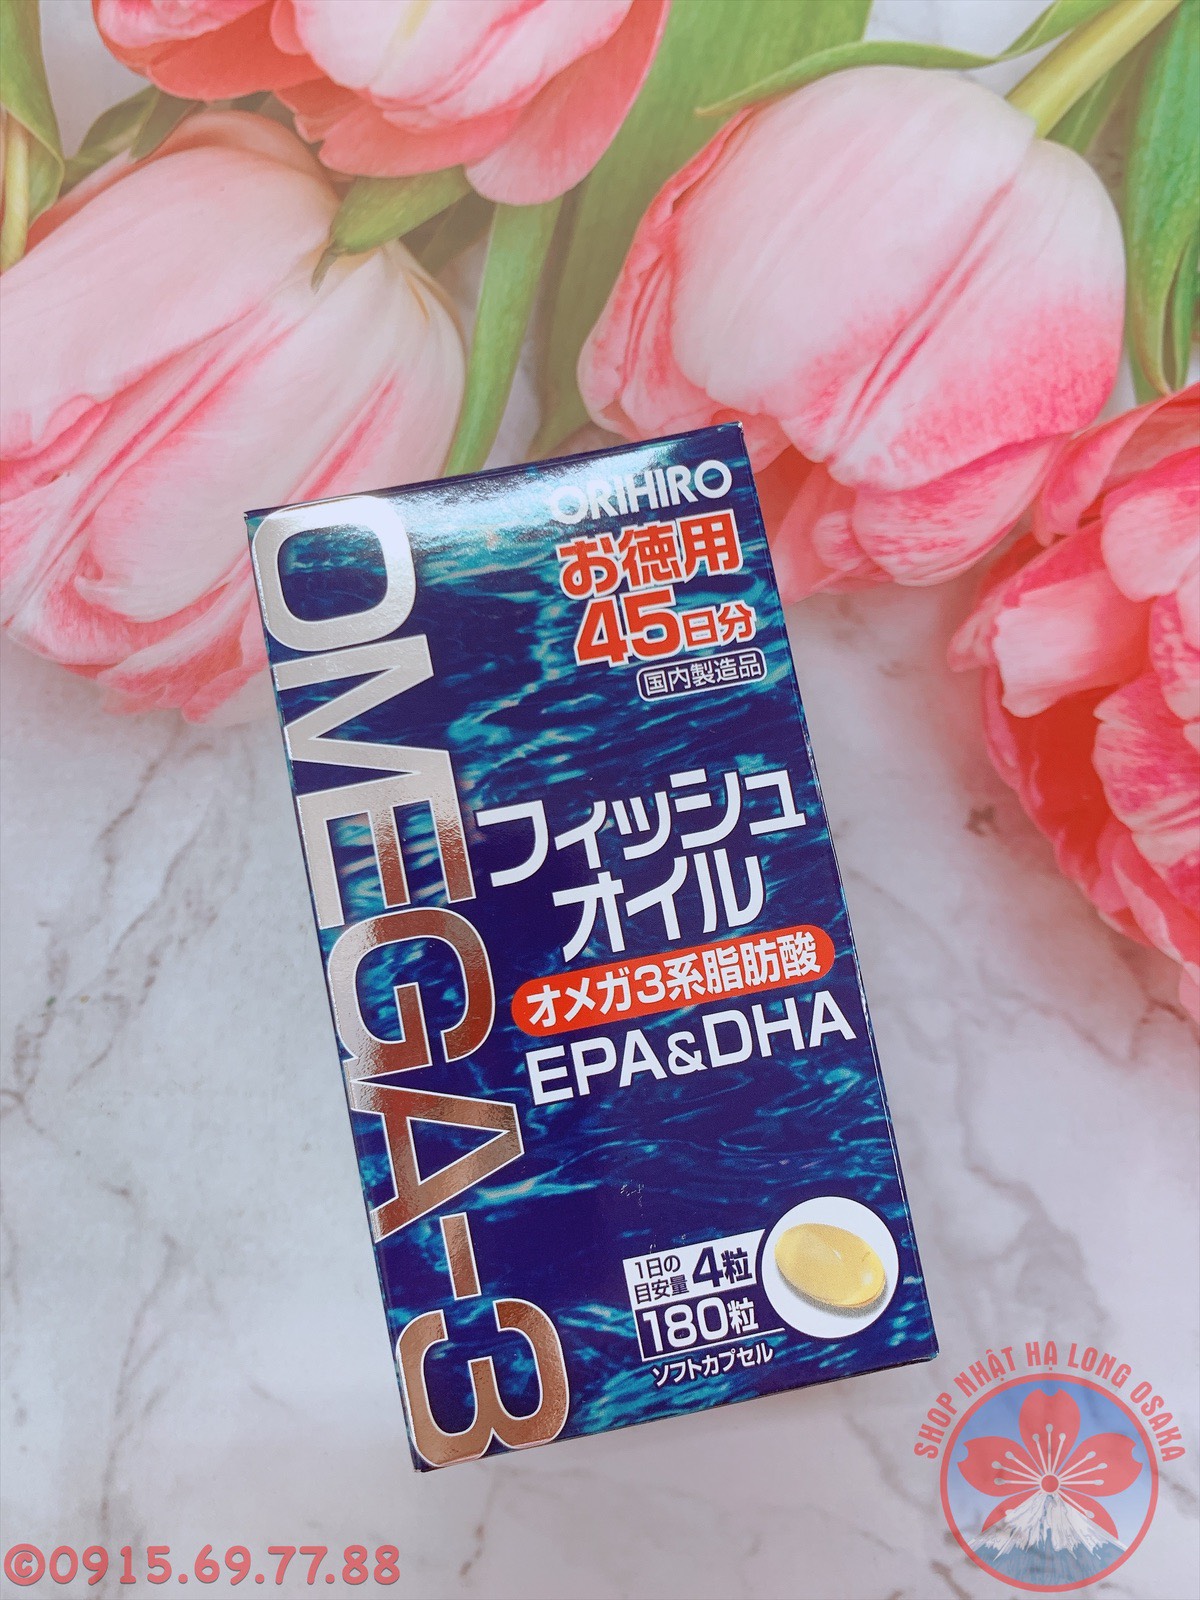 ORIHIRO
お徳用
45日分
国内製造品
OMEGA-3
フィッシュ
オイル
オメガ3系脂肪酸
EPA&DHA
1日の
目安量 4粒
180粒
ソフトカプセル
SHOP NHẬT HẠ LONG OSAKA
©0915.69.77.88